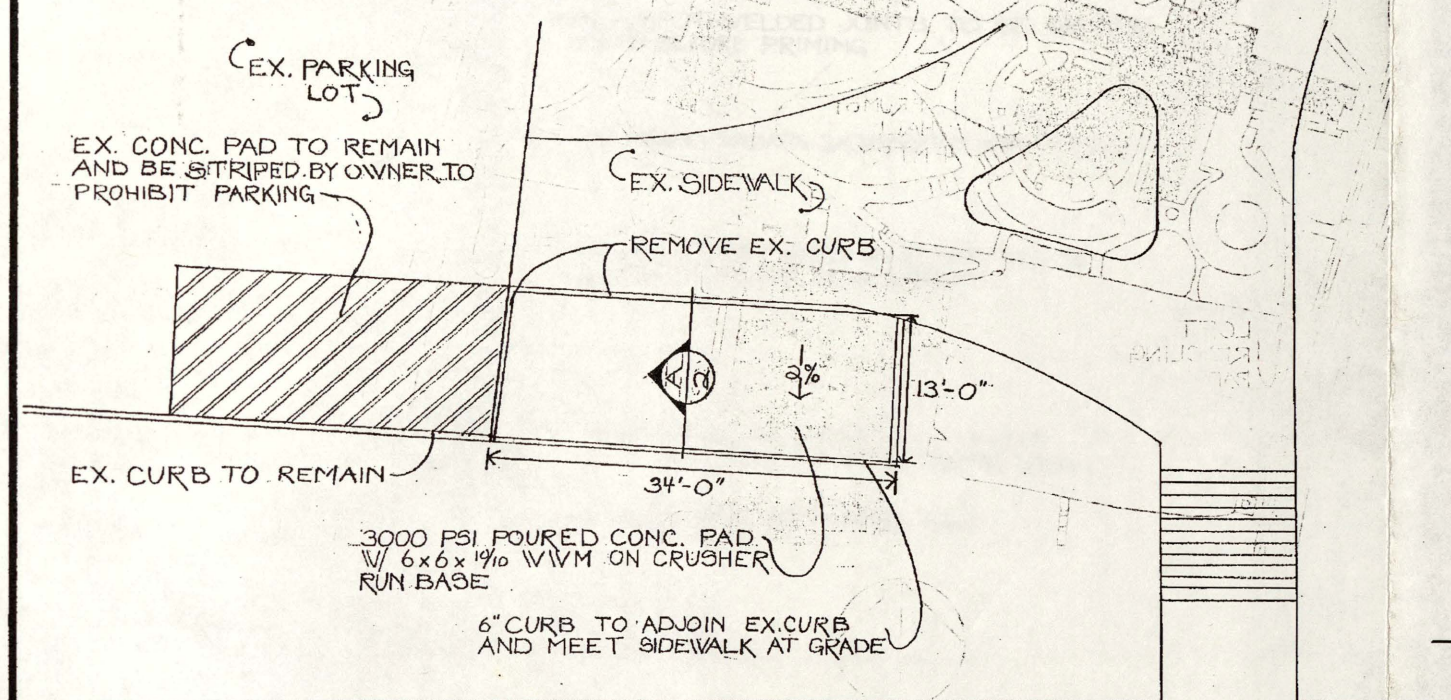 EX. PARKING
LOT
EX. CONC. PAD TO REMAIN
AND BE STRIPED BY OWNER TO
PROHIBIT PARKING
EX. SIDEWALK
REMOVE EX. CURB
A
2
2%
13'-0"
EX. CURB TO REMAIN
34'-0"
3000 PSI POURED CONC. PAD
W/ 6x6x 10/10 WWM ON CRUSHER
RUN BASE
6" CURB TO ADJOIN EX. CURB
AND MEET SIDEWALK AT GRADE